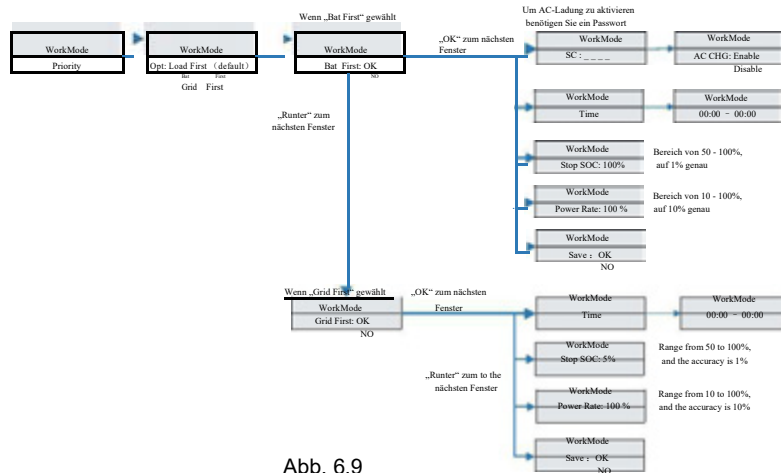 Wenn „Bat First“ gewählt
Um AC-Ladung zu aktivieren
benötigen Sie ein Passwort
WorkMode
Priority
WorkMode
Opt: Load First （default）
Bat First
Grid First
WorkMode
Bat First: OK
NO
„OK“ zum nächsten
Fenster
WorkMode
SC : _ _ _ _
WorkMode
AC CHG: Enable
Disable
„Runter“ zum
nächsten Fenster
WorkMode
Time
WorkMode
00:00 - 00:00
WorkMode
Stop SOC: 100%
Bereich von 50 - 100%,
auf 1% genau
WorkMode
Power Rate: 100 %
Bereich von 10 - 100%,
auf 10% genau
WorkMode
Save : OK
NO
Wenn „Grid First“ gewählt
WorkMode
Grid First: OK
NO
„OK“ zum nächsten
Fenster
WorkMode
Time
WorkMode
00:00 - 00:00
WorkMode
Stop SOC: 5%
Range from 50 to 100%,
and the accuracy is 1%
„Runter“ zum to the
nächsten Fenster
WorkMode
Power Rate: 100 %
Range from 10 to 100%,
and the accuracy is 10%
WorkMode
Save : OK
NO
Abb. 6.9